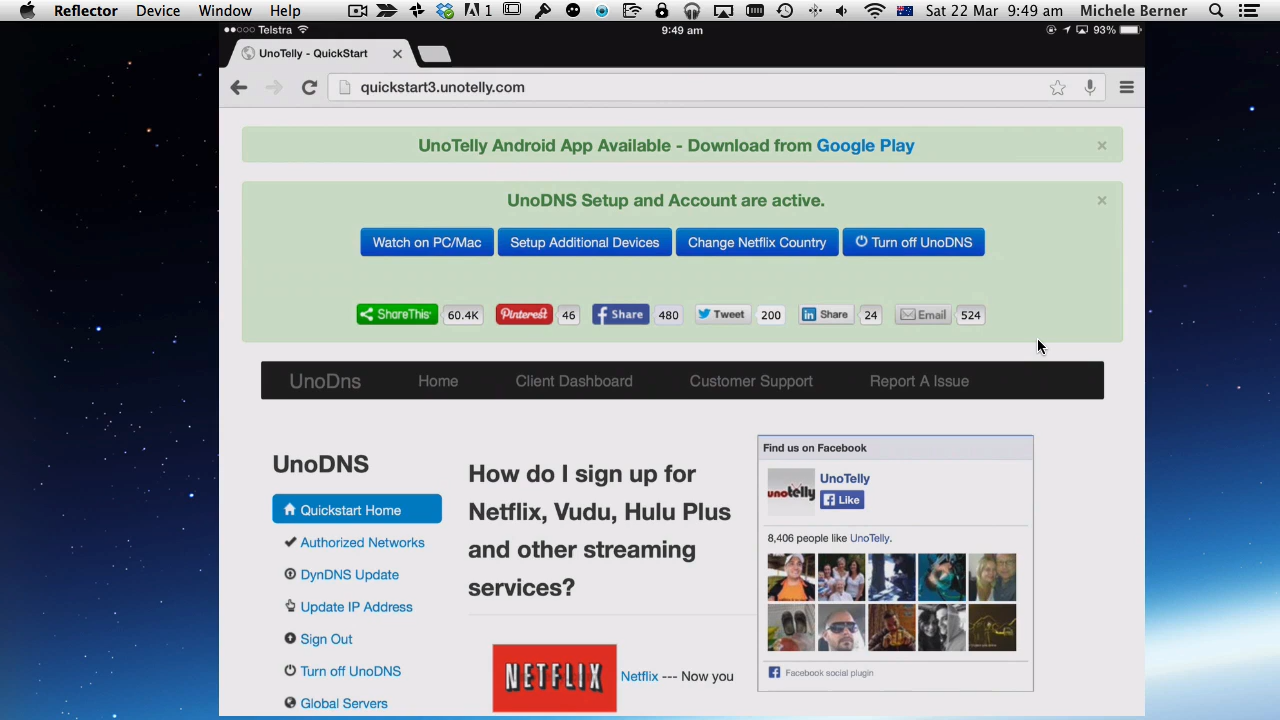 Reflector Device Window Help 1 Sat 22 Mar 9:49 am Michele Berner
Telstra 9:49 am 93%
UnoTelly - QuickStart
quickstart3.unotelly.com
UnoTelly Android App Available - Download from Google Play ×
UnoDNS Setup and Account are active. ×
Watch on PC/Mac Setup Additional Devices Change Netflix Country Turn off UnoDNS
ShareThis 60.4K Pinterest 46 Share 480 Tweet 200 in Share 24 Email 524
UnoDns Home Client Dashboard Customer Support Report A Issue
UnoDNS
Quickstart Home
Authorized Networks
DynDNS Update
Update IP Address
Sign Out
Turn off UnoDNS
Global Servers
How do I sign up for
Netflix, Vudu, Hulu Plus
and other streaming
services?
NETFLIX Netflix --- Now you
Find us on Facebook
unotelly UnoTelly
Like
8,406 people like UnoTelly.
Facebook social plugin